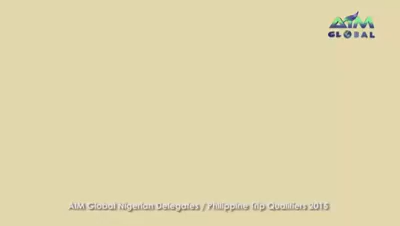 AIM
GLOBAL
AIM Global Nigerian Delegates / Philippine Trip Qualifiers 2015